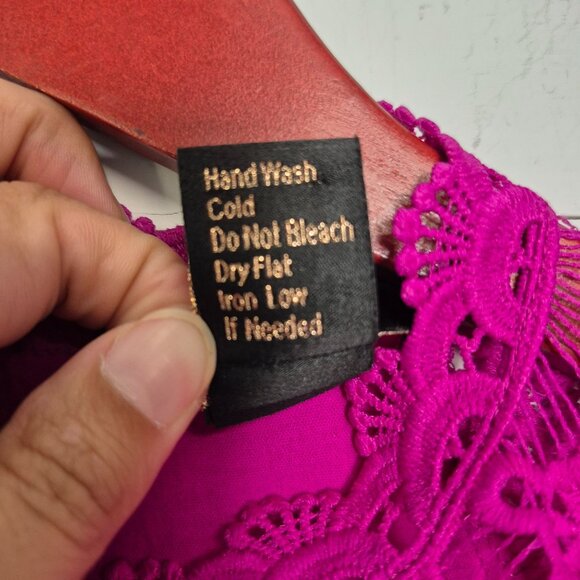 Hand Wash
Cold
Do Not Bleach
Dry Flat
Iron Low
If Needed